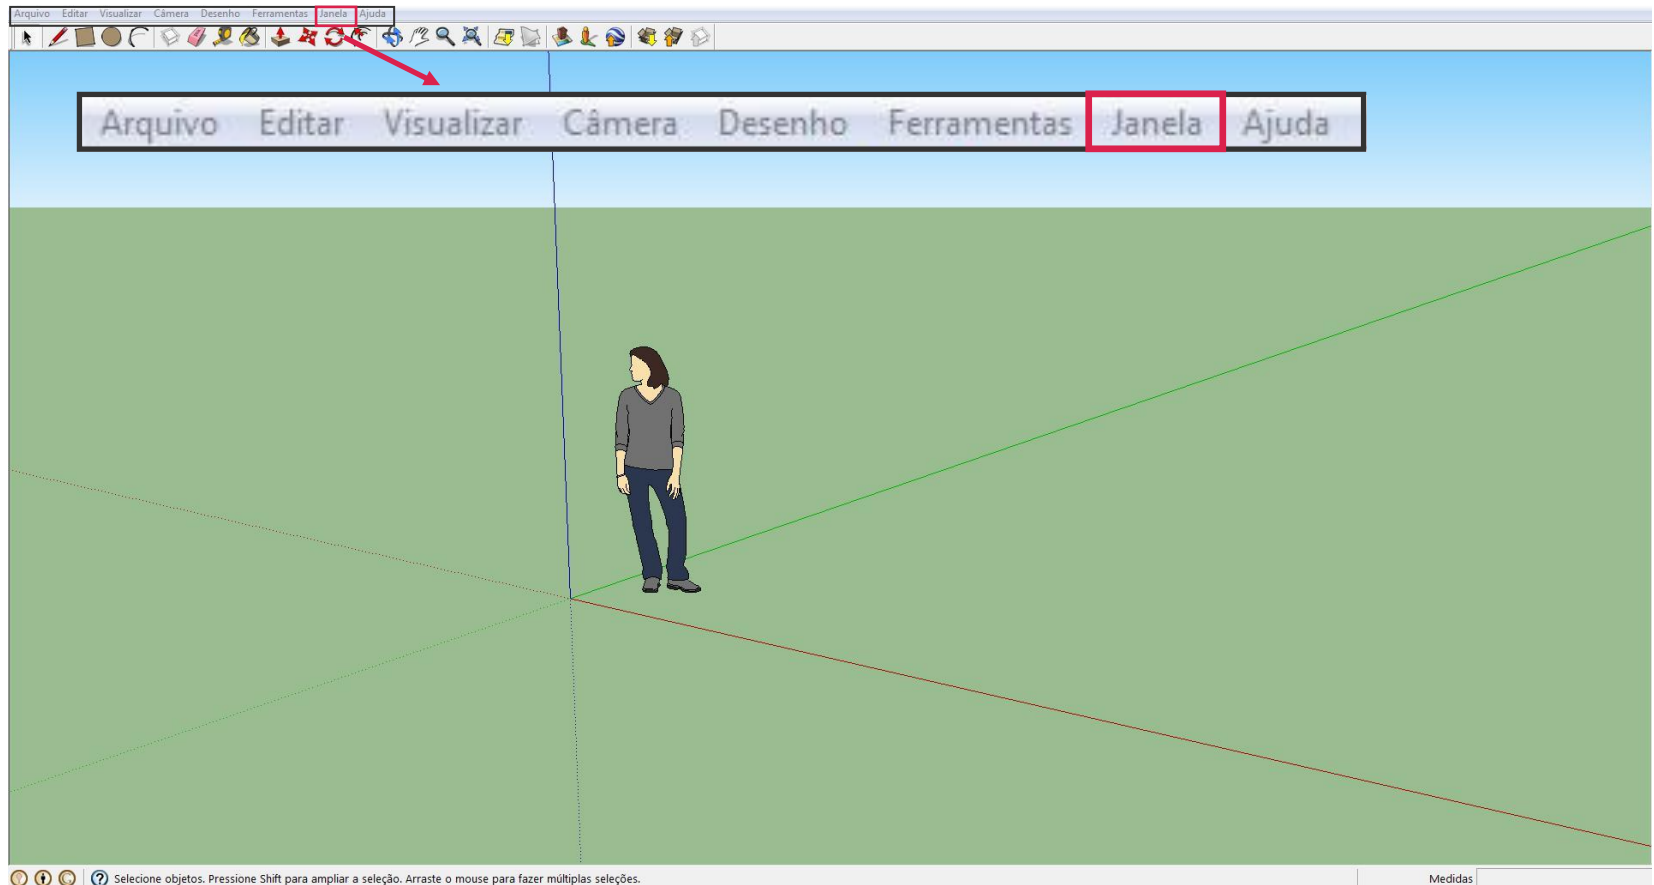 Arquivo Editar Visualizar Câmera Desenho Ferramentas Janela Ajuda
Arquivo Editar Visualizar Câmera Desenho Ferramentas Janela Ajuda
Selecione objetos. Pressione Shift para ampliar a seleção. Arraste o mouse para fazer múltiplas seleções.
Medidas